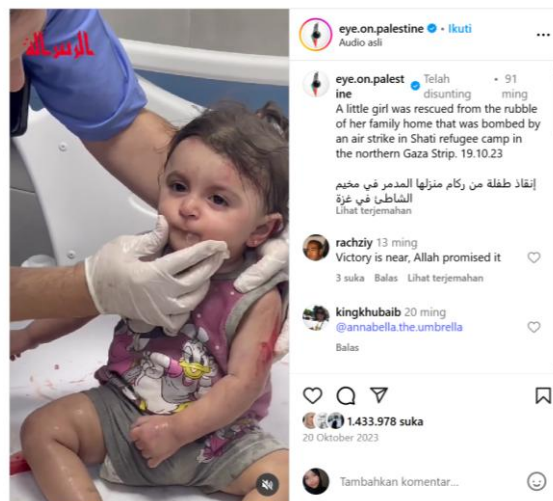 الرسالة
eye.on.palestine • Ikuti
Audio asli
eye.on.palest
ine Telah disunting • 91 ming
A little girl was rescued from the rubble
of her family home that was bombed by
an air strike in Shati refugee camp in
the northern Gaza Strip. 19.10.23
إنقاذ طفلة من ركام منزلها المدمر في مخيم
الشاطئ في غزة
Lihat terjemahan
rachziy 13 ming
Victory is near, Allah promised it
3 suka Balas Lihat terjemahan
kingkhubaib 20 ming
@annabella.the.umbrella
Balas
1.433.978 suka
20 Oktober 2023
Tambahkan komentar...